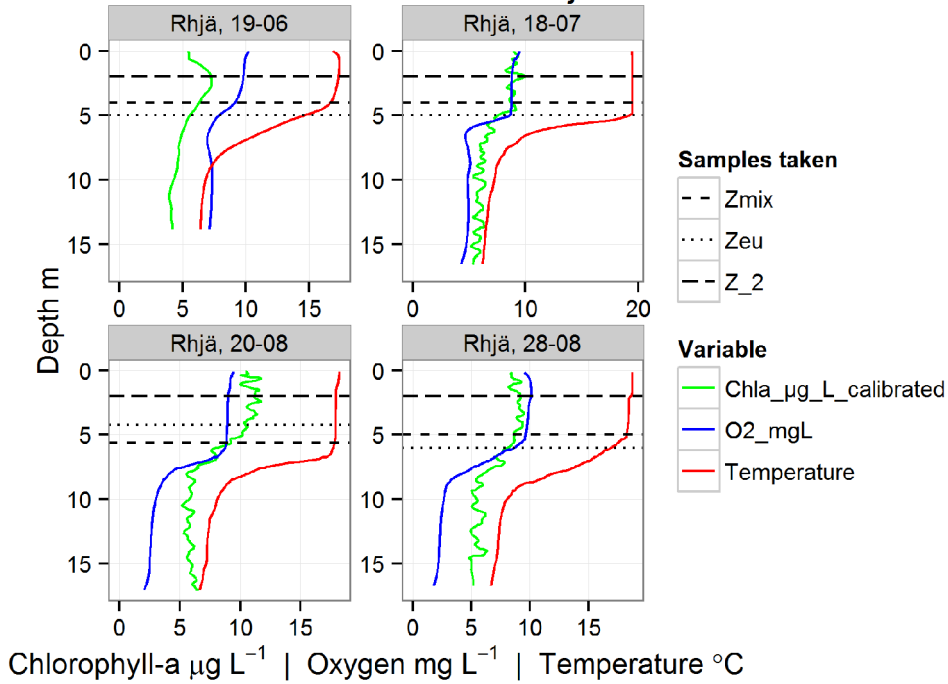 Rhjä, 19-06
Rhjä, 18-07
0
5
10
15
0
5
10
15
0 5 10 15
0 10 20
Rhjä, 20-08
Rhjä, 28-08
0
5
10
15
0
5
10
15
0 5 10 15
0 5 10 15
Depth m
Chlorophyll-a μg L⁻¹ | Oxygen mg L⁻¹ | Temperature °C
Samples taken
Zmix
Zeu
Z_2
Variable
Chla_μg_L_calibrated
O2_mgL
Temperature